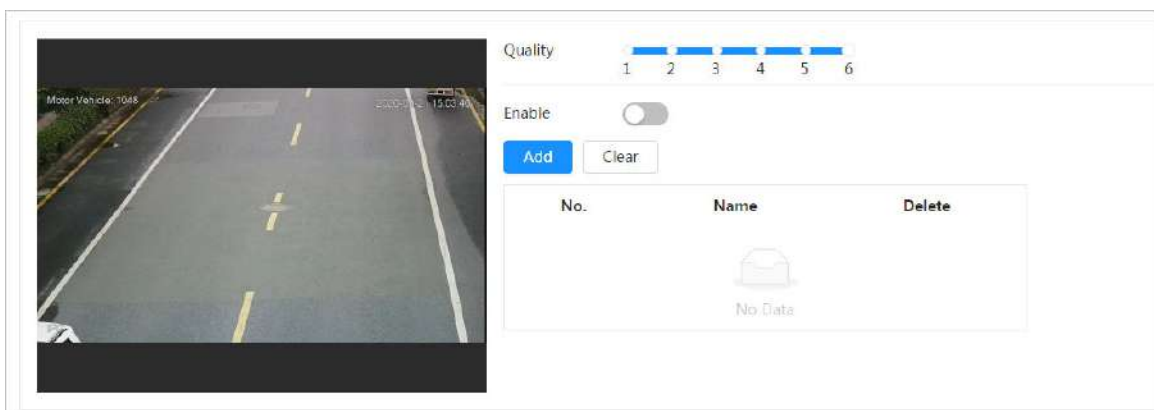 Motor Vehicle: 1048
Quality
1 2 3 4 5 6
Enable
Add Clear
No. Name Delete
No Data